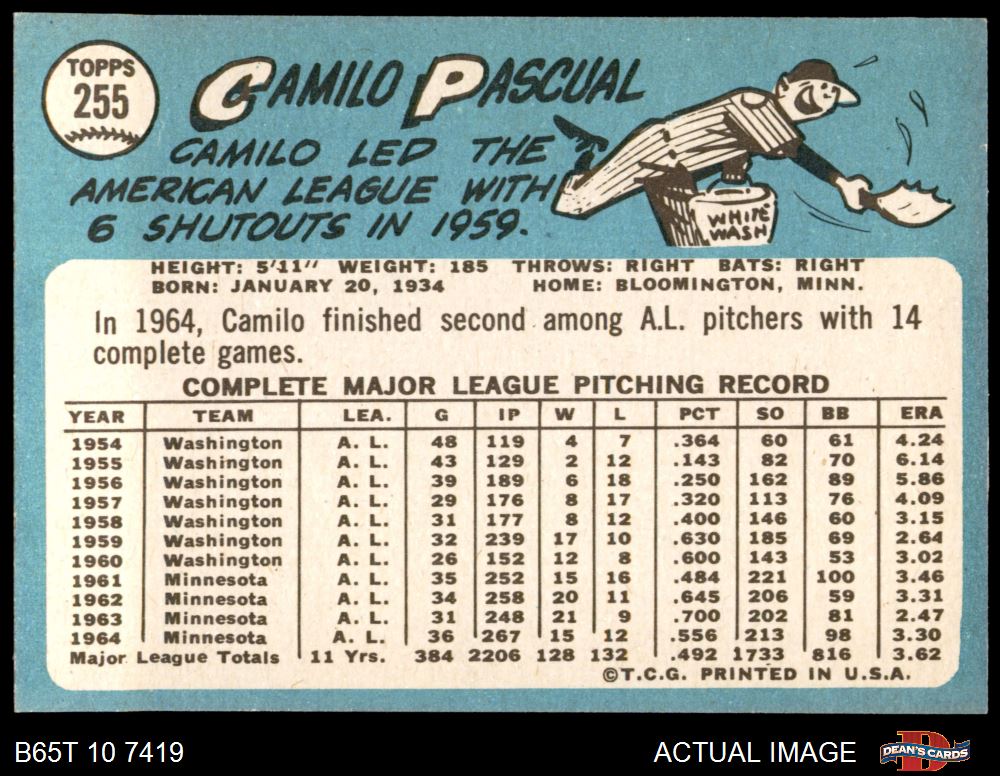 TOPPS
255
CAMILO PASCUAL
CAMILO LED THE
AMERICAN LEAGUE WITH
6 SHUTOUTS IN 1959.
WHITE
WASH
HEIGHT: 5'11" WEIGHT: 185 THROWS: RIGHT BATS: RIGHT
BORN: JANUARY 20, 1934 HOME: BLOOMINGTON, MINN.
In 1964, Camilo finished second among A.L. pitchers with 14
complete games.
COMPLETE MAJOR LEAGUE PITCHING RECORD
YEAR TEAM LEA. G IP W L PCT SO BB ERA
1954 Washington A. L. 48 119 4 7 .364 60 61 4.24
1955 Washington A. L. 43 129 2 12 .143 82 70 6.14
1956 Washington A. L. 39 189 6 18 .250 162 89 5.86
1957 Washington A. L. 29 176 8 17 .320 113 76 4.09
1958 Washington A. L. 31 177 8 12 .400 146 60 3.15
1959 Washington A. L. 32 239 17 10 .630 185 69 2.64
1960 Washington A. L. 26 152 12 8 .600 143 53 3.02
1961 Minnesota A. L. 35 252 15 16 .484 221 100 3.46
1962 Minnesota A. L. 34 258 20 11 .645 206 59 3.31
1963 Minnesota A. L. 31 248 21 9 .700 202 81 2.47
1964 Minnesota A. L. 36 267 15 12 .556 213 98 3.30
Major League Totals 11 Yrs. 384 2206 128 132 .492 1733 816 3.62
©T.C.G. PRINTED IN U.S.A.
B65T 10 7419 ACTUAL IMAGE DEAN'S CARDS